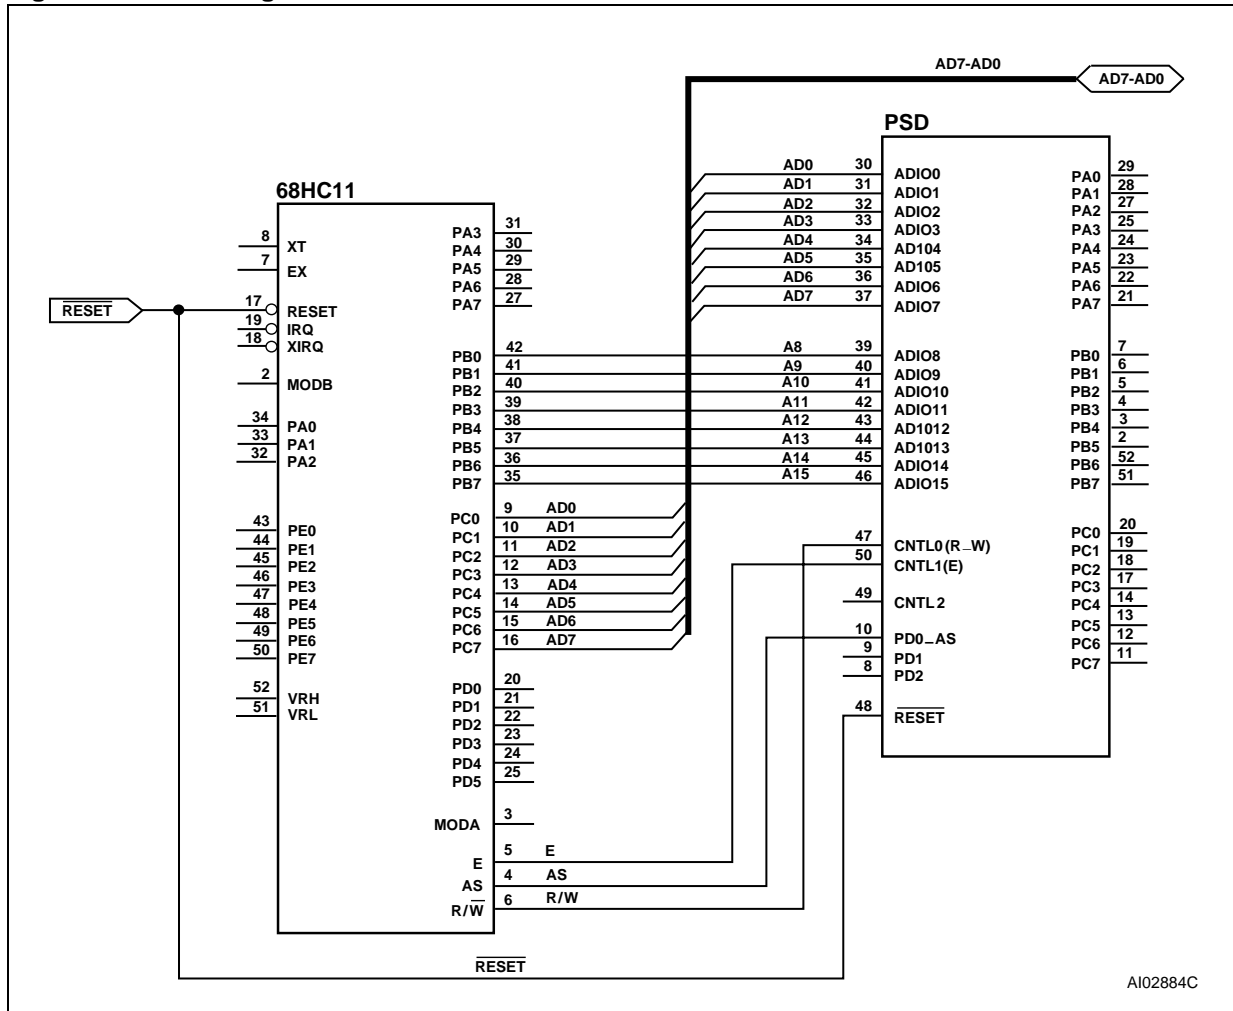 AD7-AD0
AD7-AD0
PSD
68HC11
RESET
8 XT
7 EX
17 RESET
19 IRQ
18 XIRQ
2 MODB
34 PA0
33 PA1
32 PA2
43 PE0
44 PE1
45 PE2
46 PE3
47 PE4
48 PE5
49 PE6
50 PE7
52 VRH
51 VRL
PA3 31
PA4 30
PA5 29
PA6 28
PA7 27
PB0 42
PB1 41
PB2 40
PB3 39
PB4 38
PB5 37
PB6 36
PB7 35
PC0 9 AD0
PC1 10 AD1
PC2 11 AD2
PC3 12 AD3
PC4 13 AD4
PC5 14 AD5
PC6 15 AD6
PC7 16 AD7
PD0 20
PD1 21
PD2 22
PD3 23
PD4 24
PD5 25
MODA 3
E 5 E
AS 4 AS
R/W 6 R/W
RESET
AD0 30 ADIO0
AD1 31 ADIO1
AD2 32 ADIO2
AD3 33 ADIO3
AD4 34 AD104
AD5 35 AD105
AD6 36 ADIO6
AD7 37 ADIO7
A8 39 ADIO8
A9 40 ADIO9
A10 41 ADIO10
A11 42 ADIO11
A12 43 AD1012
A13 44 AD1013
A14 45 ADIO14
A15 46 ADIO15
47 CNTL0(R_W)
50 CNTL1(E)
49 CNTL2
10 PD0_AS
9 PD1
8 PD2
48 RESET
PA0 29
PA1 28
PA2 27
PA3 25
PA4 24
PA5 23
PA6 22
PA7 21
PB0 7
PB1 6
PB2 5
PB3 4
PB4 3
PB5 2
PB6 52
PB7 51
PC0 20
PC1 19
PC2 18
PC3 17
PC4 14
PC5 13
PC6 12
PC7 11
AI02884C